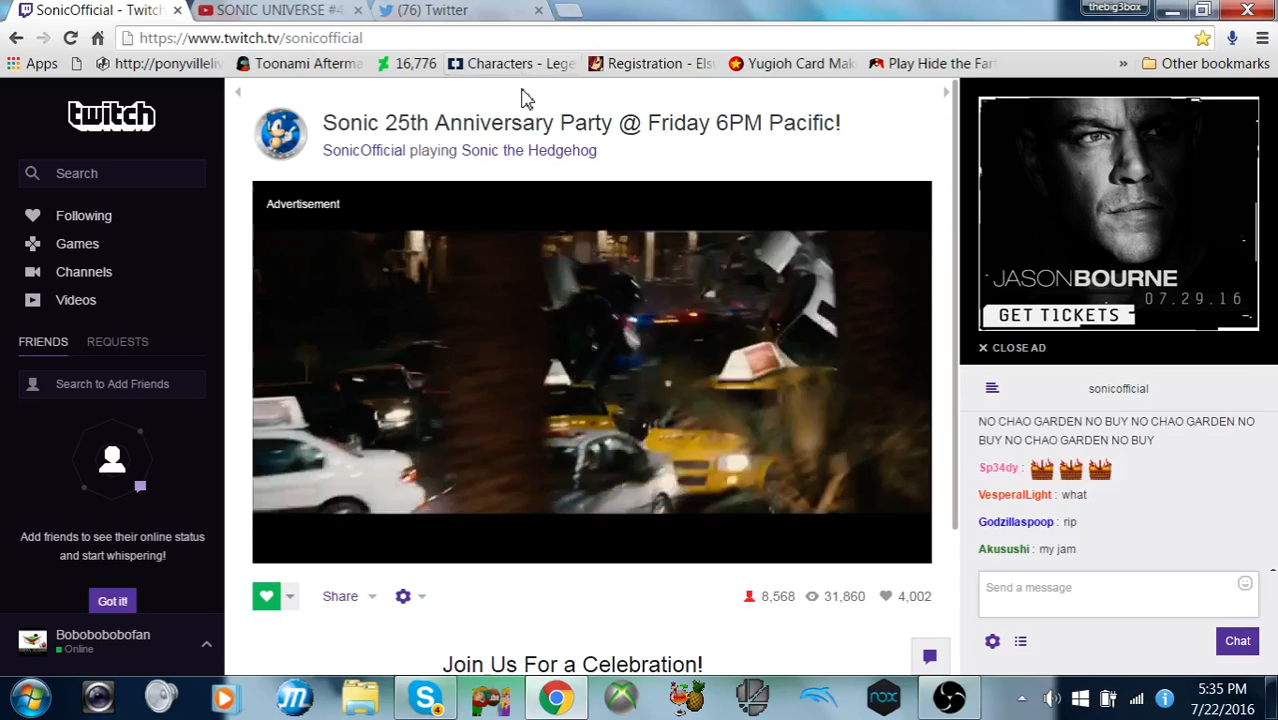 SonicOfficial - Twitch
SONIC UNIVERSE #4
(76) Twitter
thebig3box
https://www.twitch.tv/sonicofficial
Apps
http://ponyvilleliv
Toonami Afterma
16,776
Characters - Lege
Registration - Els
Yugioh Card Mak
Play Hide the Far
»
Other bookmarks
twitch
Search
Following
Games
Channels
Videos
FRIENDS REQUESTS
Search to Add Friends
Add friends to see their online status
and start whispering!
Got it!
Bobobobobofan
Online
Sonic 25th Anniversary Party @ Friday 6PM Pacific!
SonicOfficial playing Sonic the Hedgehog
Advertisement
Share
8,568 31,860 4,002
Join Us For a Celebration!
JASONBOURNE
07.29.16
GET T1CKETS
× CLOSE AD
sonicofficial
NO CHAO GARDEN NO BUY NO CHAO GARDEN NO
BUY NO CHAO GARDEN NO BUY
Sp34dy :
VesperalLight : what
Godzillaspoop : rip
Akusushi : my jam
Send a message
Chat
4
nox
5:35 PM
7/22/2016